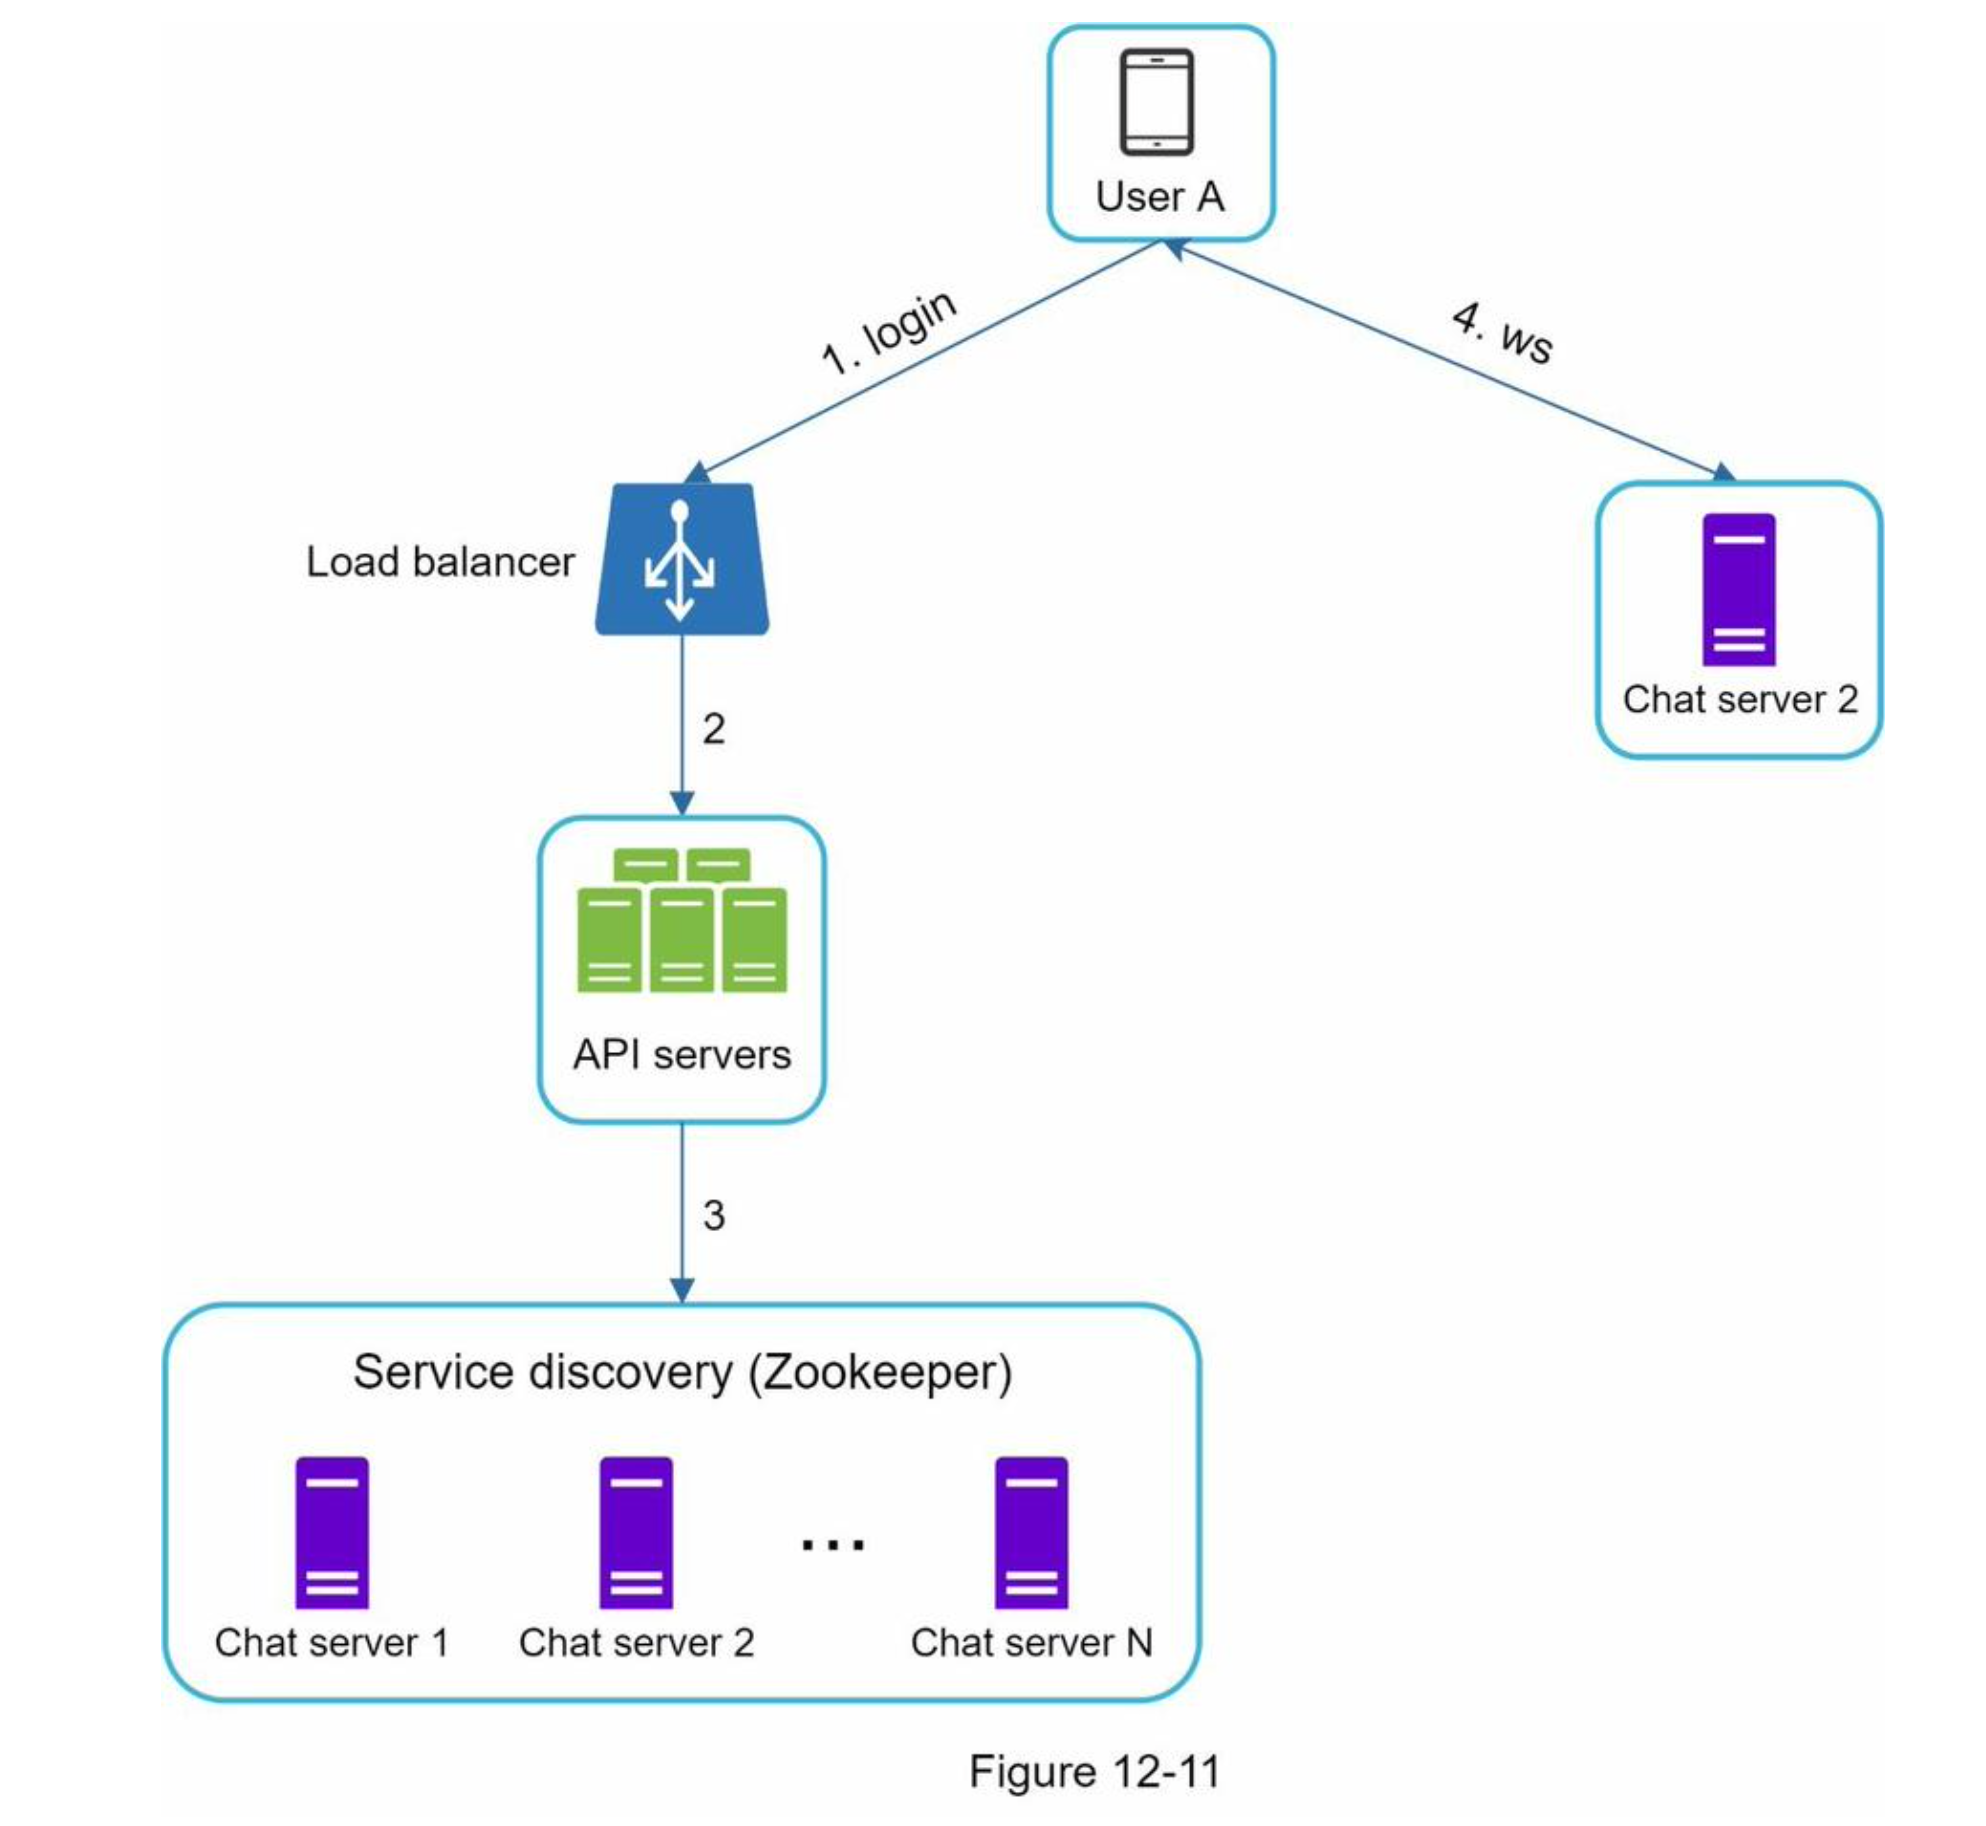 User A
1. login
4. ws
Load balancer
Chat server 2
2
API servers
3
Service discovery (Zookeeper)
...
Chat server 1
Chat server 2
Chat server N
Figure 12-11